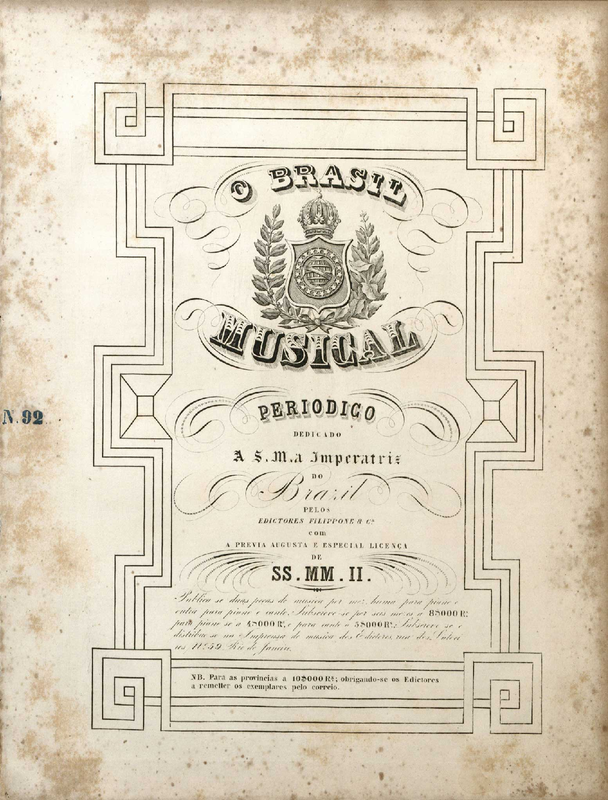 O BRASIL
MUSICAL
N. 92
PERIODICO
DEDICADO
A S.M.a Imperatriz
DO
Brazil
PELOS
EDICTORES FILIPPONE & Cª
com
A PREVIA AUGUSTA E ESPECIAL LICENÇA
DE
SS. MM. II.
Publica se duas peças de musica por mez, huma para piano e
outra para piano e canto. Subscreve se por seis mezes a 8$000 Rˢ
para piano se a 4$000 Rˢ, e para canto a 5$000 Rˢ; Subscreve se e
distribue se na Imprensa de musica dos Edictores rua dos Latoei
ros Nº 59. Rio de Janeiro.
NB. Para as provincias a 10$000 Rˢ; obrigando-se os Edictores
a remetter os exemplares pelo correio.